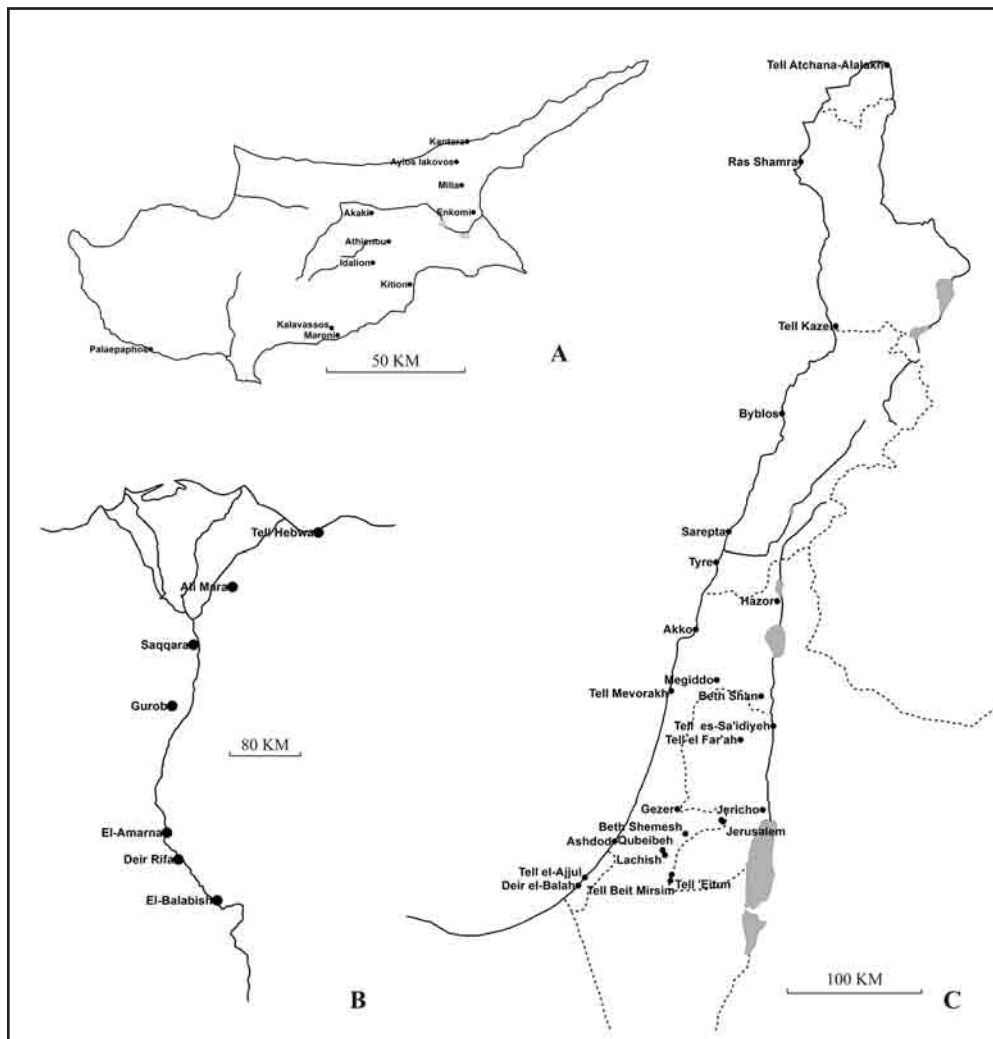 Kantara
Ayios Iakovos
Milia
Akaki
Enkomi
Athienou
Idalion
Kition
Kalavassos
Maroni
Palaepaphos
50 KM
A
Tell Hebwa
Ali Mara
Saqqara
Gurob
80 KM
El-Amarna
Deir Rifa
El-Balabish
B
Tell Atchana-Alalakh
Ras Shamra
Tell Kazel
Byblos
Sarepta
Tyre
Hazor
Akko
Megiddo
Tell Mevorakh
Beth Shan
Tell es-Sa'idiyeh
Tell el Far'ah
Gezer
Jericho
Beth Shemesh
Jerusalem
Ashdod
Qubeibeh
Lachish
Tell el-Ajjul
Deir el-Balah
Tell Beit Mirsim
Tell 'Eitun
100 KM
C